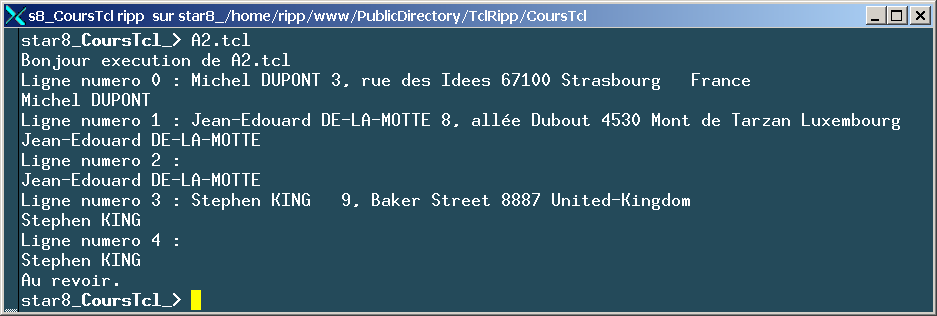 s8_CoursTcl ripp  sur star8_/home/ripp/www/PublicDirectory/TclRipp/CoursTcl
star8_CoursTcl_> A2.tcl
Bonjour execution de A2.tcl
Ligne numero 0 : Michel DUPONT 3, rue des Idees 67100 Strasbourg   France
Michel DUPONT
Ligne numero 1 : Jean-Edouard DE-LA-MOTTE 8, allée Dubout 4530 Mont de Tarzan Luxembourg
Jean-Edouard DE-LA-MOTTE
Ligne numero 2 :
Jean-Edouard DE-LA-MOTTE
Ligne numero 3 : Stephen KING   9, Baker Street 8887 United-Kingdom
Stephen KING
Ligne numero 4 :
Stephen KING
Au revoir.
star8_CoursTcl_>